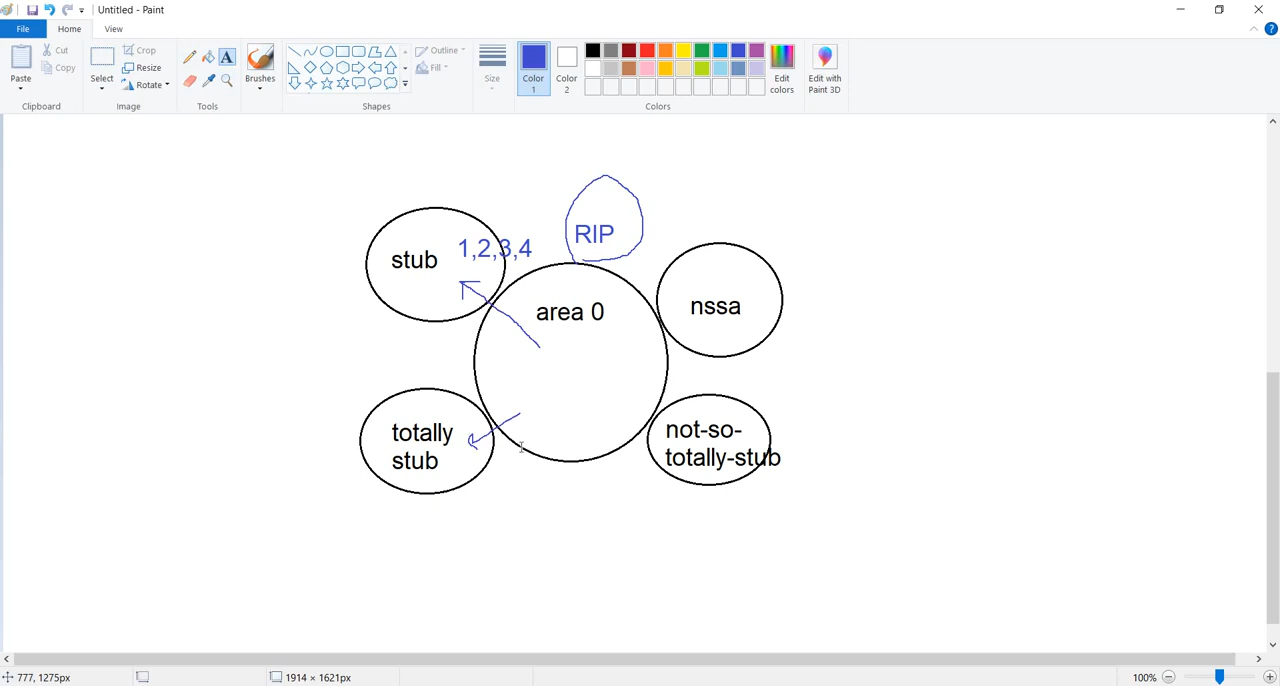 Untitled - Paint
File
Home
View
Paste
Cut
Copy
Clipboard
Select
Crop
Resize
Rotate
Image
A
Tools
Brushes
Shapes
Outline
Fill
Size
Color 1
Color 2
Edit colors
Colors
Edit with Paint 3D
RIP
stub
1,2,3,4
area 0
nssa
totally
stub
not-so-
totally-stub
777, 1275px
1914 × 1621px
100%